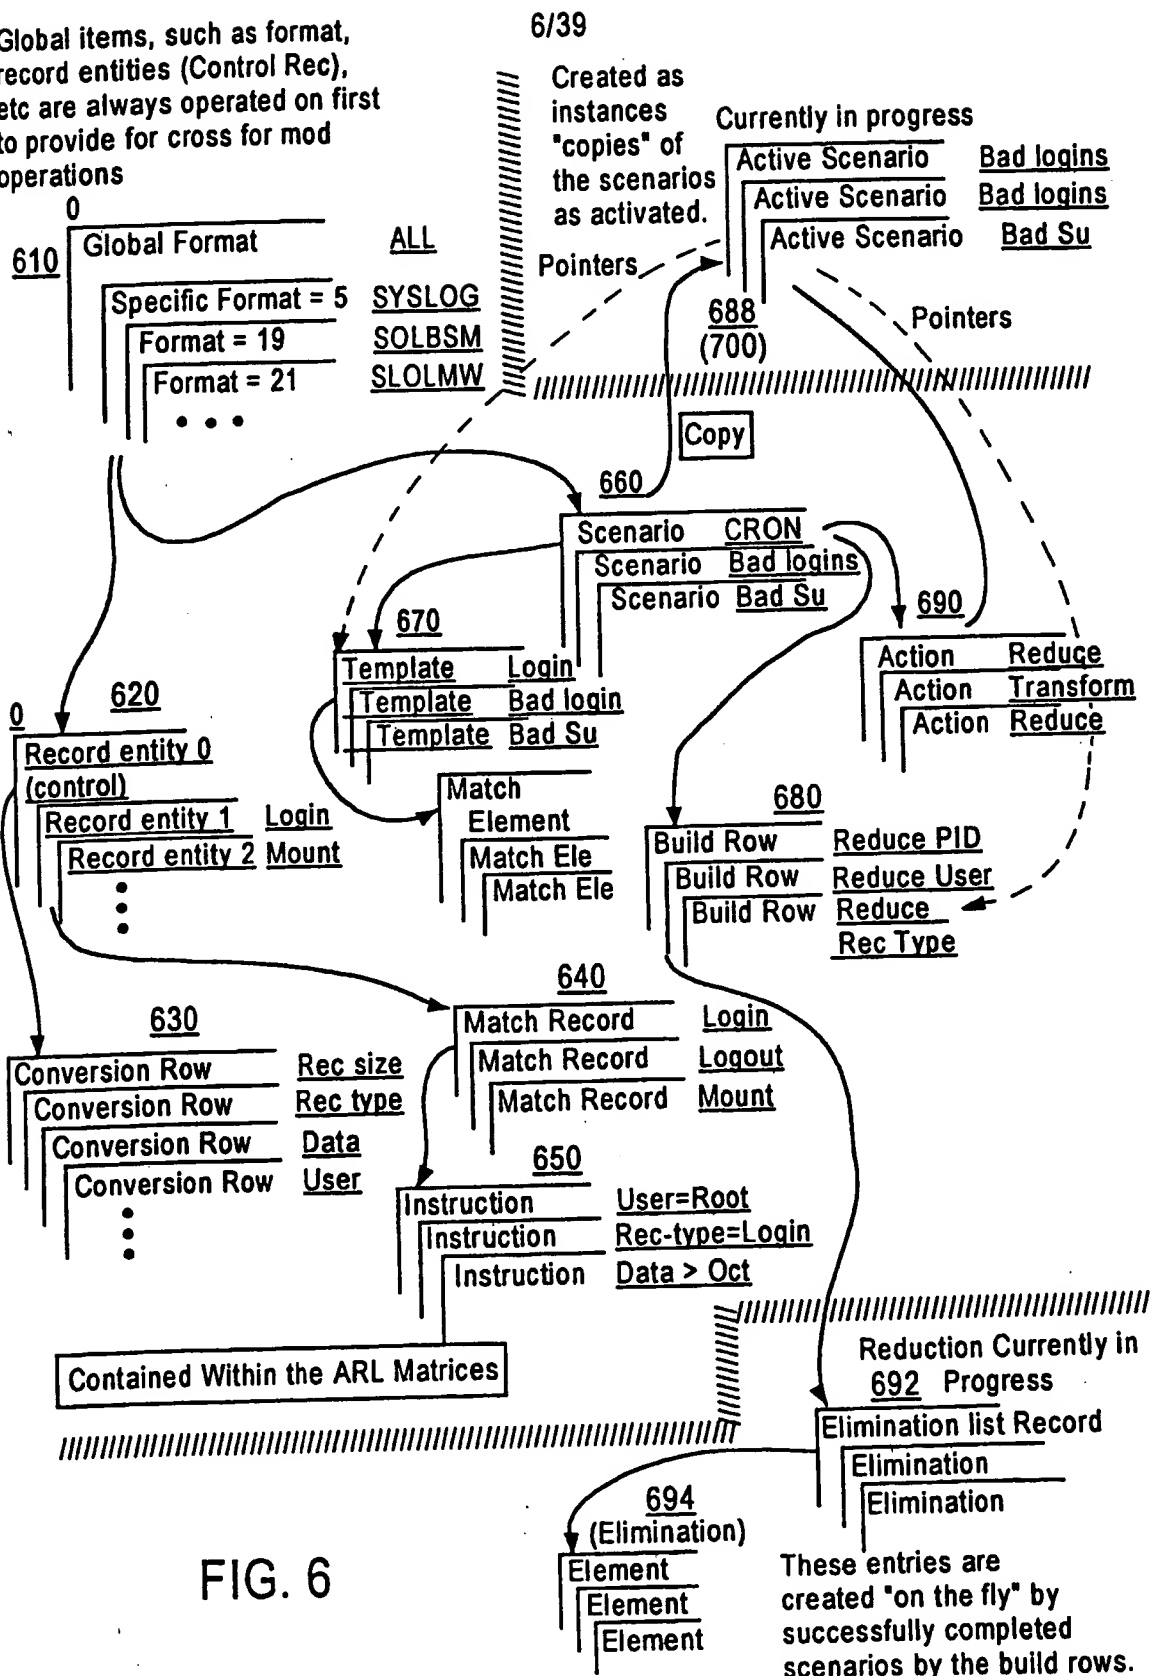 6/39
Global items, such as format,
record entities (Control Rec),
etc are always operated on first
to provide for cross for mod
operations
Created as
instances
"copies" of
the scenarios
as activated.
Currently in progress
Active Scenario Bad logins
Active Scenario Bad logins
Active Scenario Bad Su
Pointers
688
(700)
Pointers
0
610
Global Format ALL
Specific Format = 5 SYSLOG
Format = 19 SOLBSM
Format = 21 SLOLMW
Copy
660
Scenario CRON
Scenario Bad logins
Scenario Bad Su
690
Action Reduce
Action Transform
Action Reduce
670
Template Login
Template Bad login
Template Bad Su
Match
Element
Match Ele
Match Ele
0
620
Record entity 0
(control)
Record entity 1 Login
Record entity 2 Mount
680
Build Row Reduce PID
Build Row Reduce User
Build Row Reduce
Rec Type
640
Match Record Login
Match Record Logout
Match Record Mount
630
Conversion Row Rec size
Conversion Row Rec type
Conversion Row Data
Conversion Row User
650
Instruction User=Root
Instruction Rec-type=Login
Instruction Data > Oct
Contained Within the ARL Matrices
Reduction Currently in
692 Progress
Elimination list Record
Elimination
Elimination
694
(Elimination)
Element
Element
Element
These entries are
created "on the fly" by
successfully completed
scenarios by the build rows.
FIG. 6